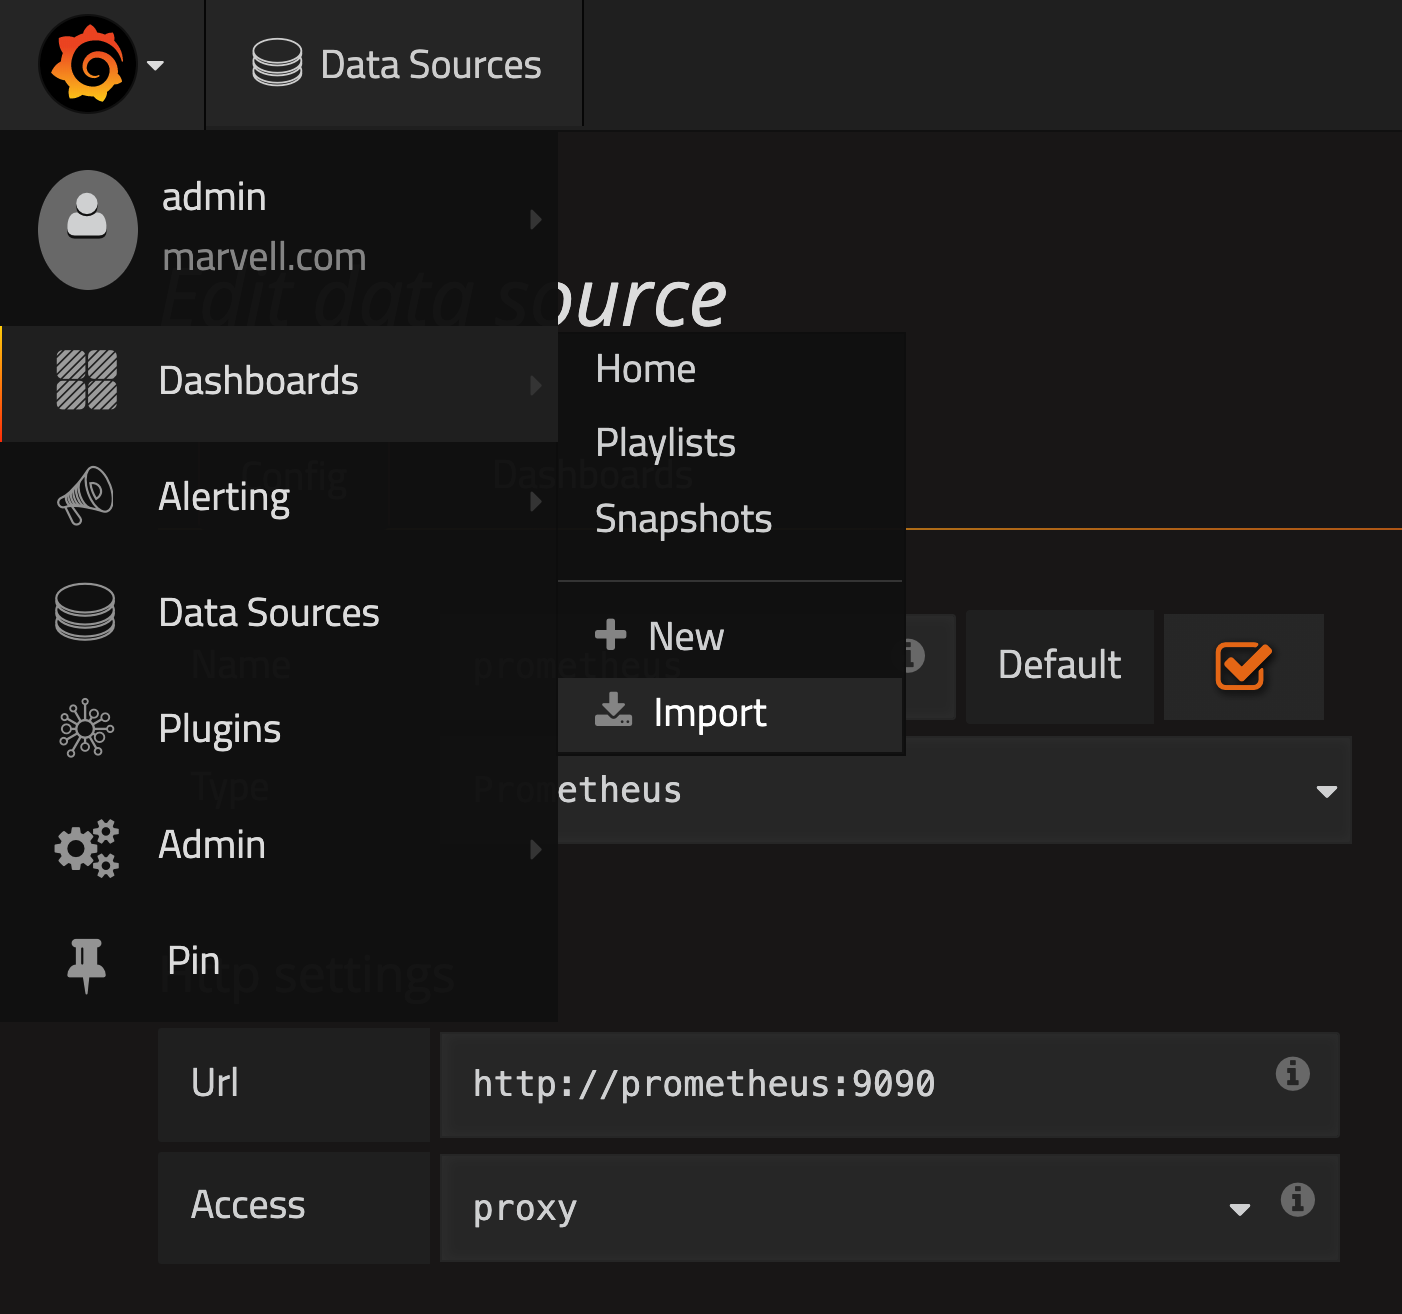 Data Sources
admin
marvell.com
Edit data source
Dashboards
Home
Playlists
Config
Dashboards
Alerting
Snapshots
Data Sources
New
Name
prometheus
Default
Import
Plugins
Type
Prometheus
Admin
Pin
Http settings
Url
http://prometheus:9090
Access
proxy